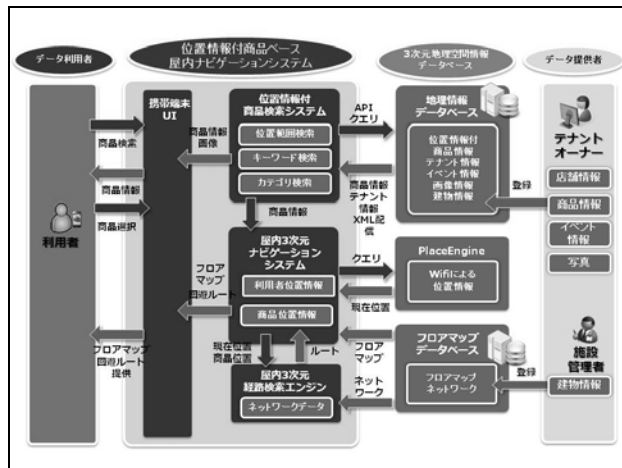 データ利用者
位置情報付商品ベース
屋内ナビゲーションシステム
3次元地理空間情報
データベース
データ提供者
携帯端末
UI
位置情報付
商品検索システム
位置範囲検索
キーワード検索
カテゴリ検索
API
クエリ
地理情報
データベース
位置情報付
商品情報
テナント情報
イベント情報
画像情報
建物情報
テナント
オーナー
店舗情報
商品情報
イベント
情報
写真
登録
商品検索
商品情報
画像
商品情報
テナント
情報
XML配
信
商品情報
商品選択
利用者
商品情報
屋内3次元
ナビゲーション
システム
利用者位置情報
商品位置情報
フロア
マップ
回遊ルート
クエリ
現在位置
PlaceEngine
Wifiによる
位置情報
フロアマップ
回遊ルート
提供
現在位置
商品位置
ルート
フロア
マップ
ネット
ワーク
フロアマップ
データベース
フロアマップ
ネットワーク
登録
施設
管理者
建物情報
屋内3次元
経路検索エンジン
ネットワークデータ